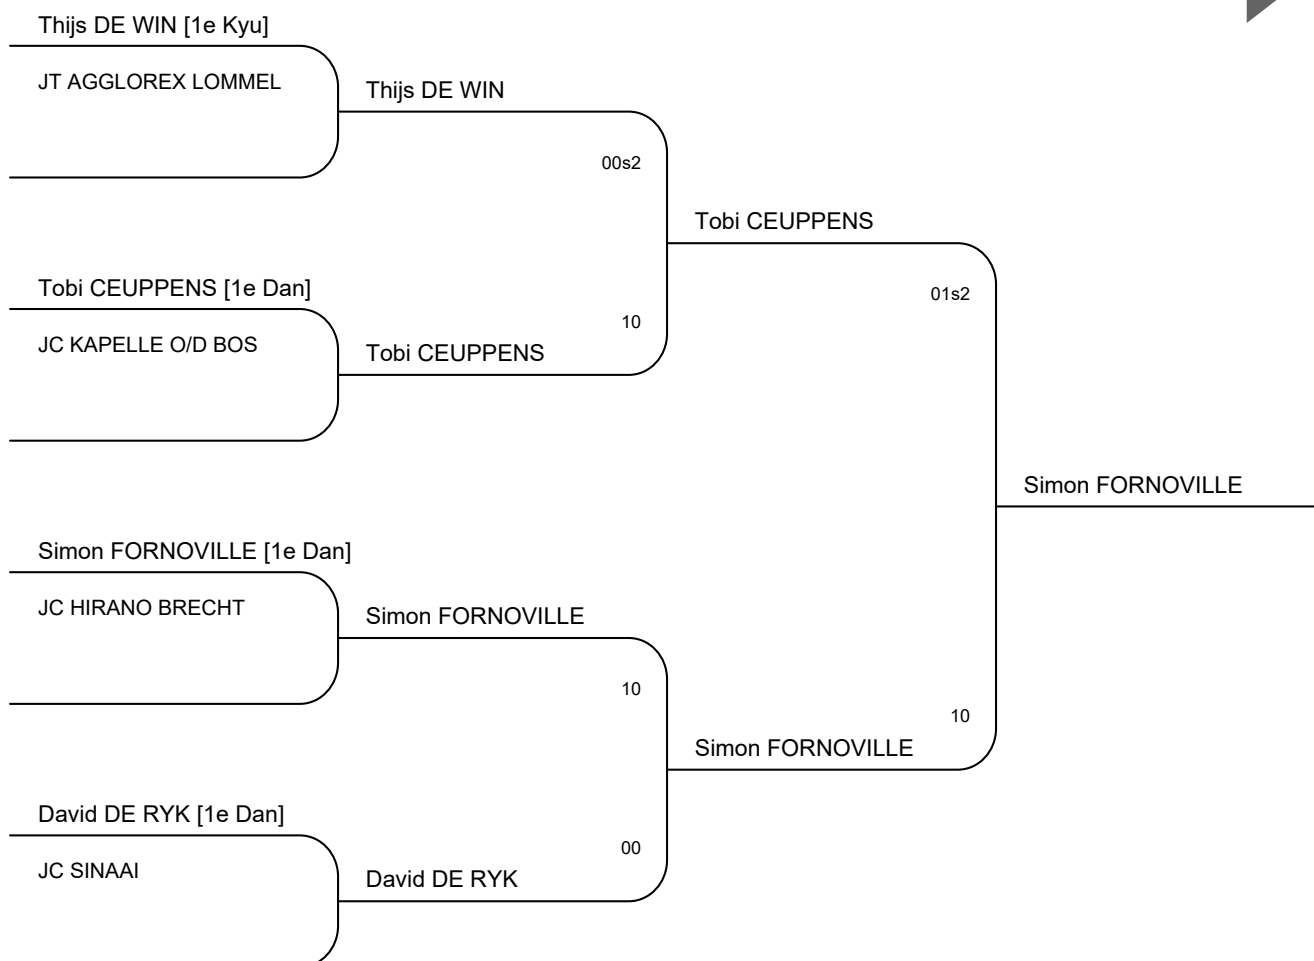 Thijs DE WIN [1e Kyu]
JT AGGLOREX LOMMEL
Thijs DE WIN
00s2
Tobi CEUPPENS
01s2
Tobi CEUPPENS [1e Dan]
JC KAPELLE O/D BOS
10
Tobi CEUPPENS
Simon FORNOVILLE
Simon FORNOVILLE [1e Dan]
JC HIRANO BRECHT
Simon FORNOVILLE
10
10
Simon FORNOVILLE
David DE RYK [1e Dan]
JC SINAAI
00
David DE RYK